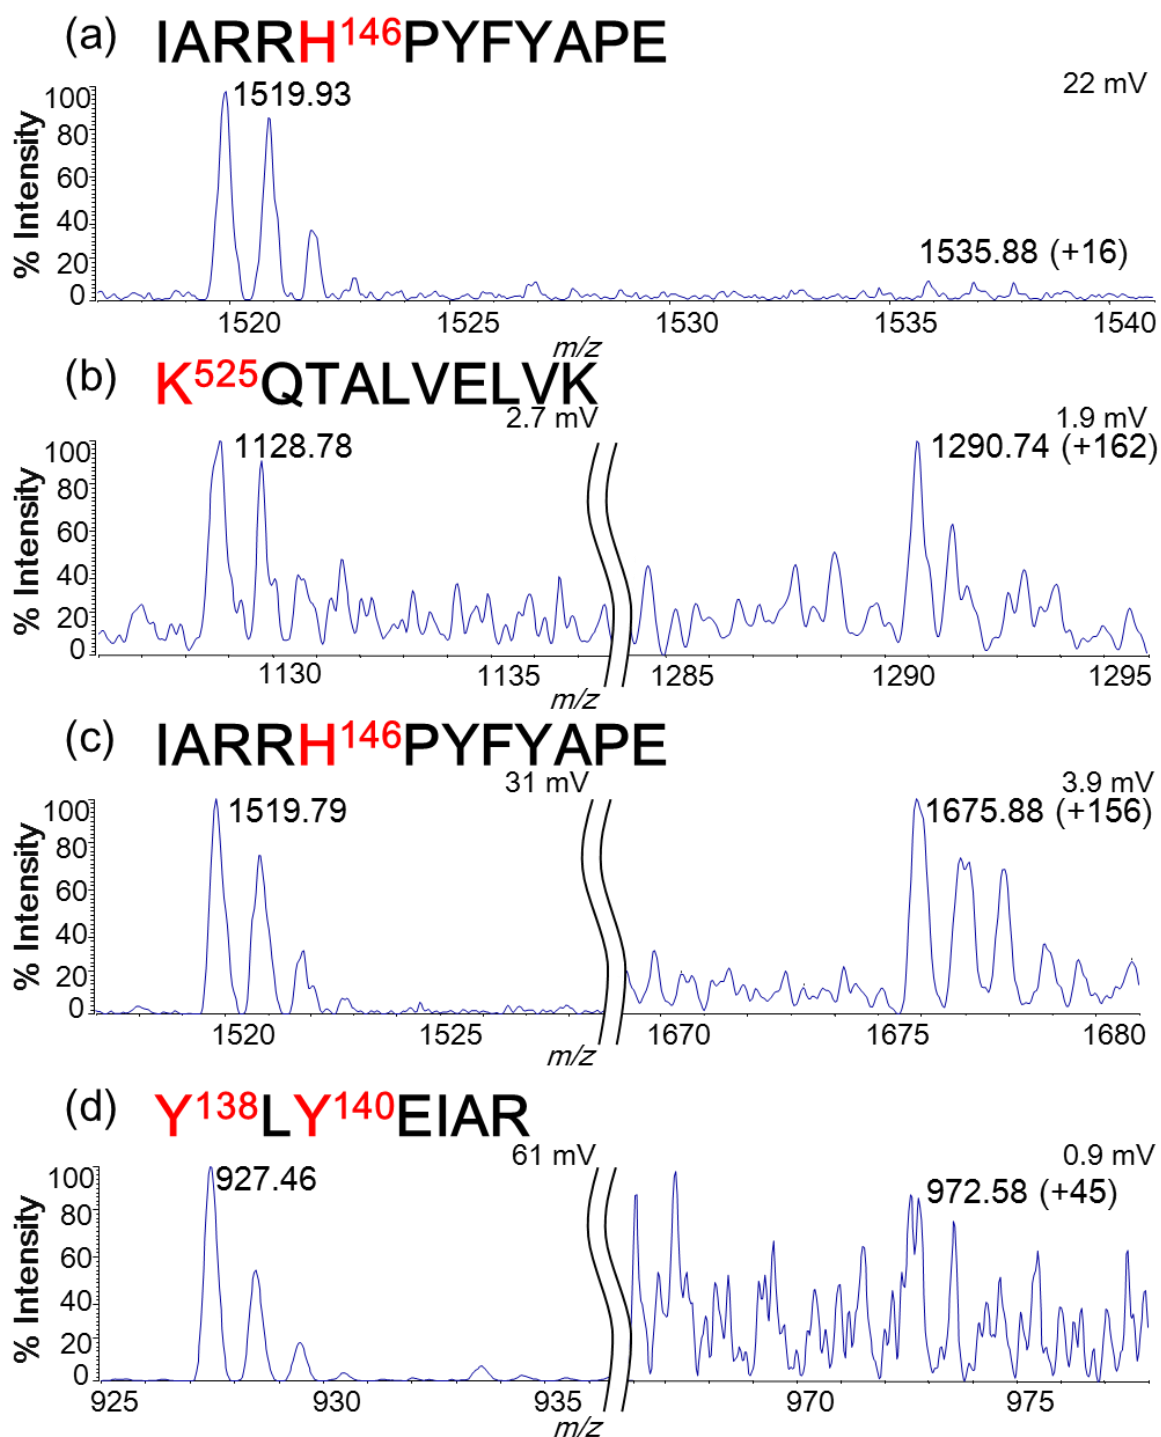 (a) IARRH146PYFYAPE
22 mV
1519.93
1535.88 (+16)
% Intensity
100
80
60
40
20
0
1520 1525 1530 1535 1540
m/z
(b) K525QTALVELVK
2.7 mV 1.9 mV
1128.78 1290.74 (+162)
% Intensity
100
80
60
40
20
0
1130 1135 1285 1290 1295
m/z
(c) IARRH146PYFYAPE
31 mV 3.9 mV
1519.79 1675.88 (+156)
% Intensity
100
80
60
40
20
0
1520 1525 1670 1675 1680
m/z
(d) Y138LY140EIAR
61 mV 0.9 mV
927.46 972.58 (+45)
% Intensity
100
80
60
40
20
0
925 930 935 970 975
m/z